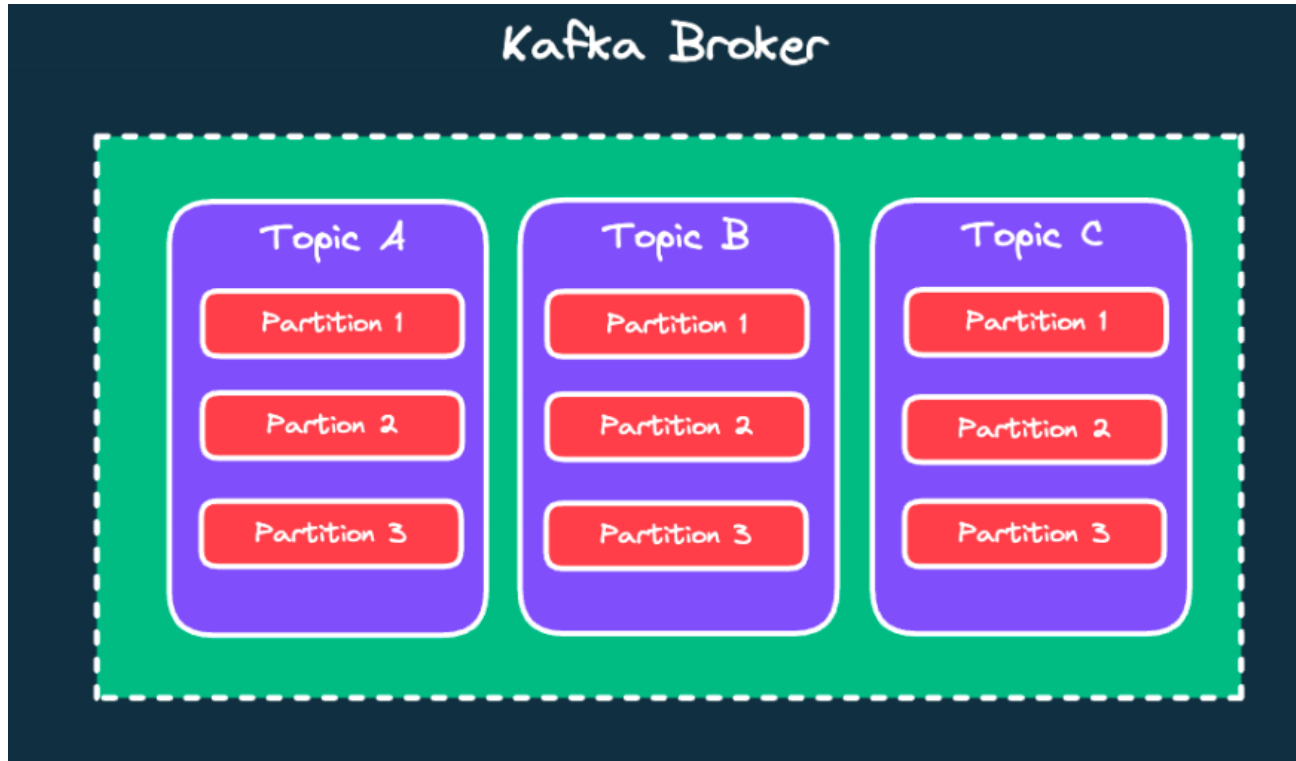 Kafka Broker
Topic A
Partition 1
Partion 2
Partition 3
Topic B
Partition 1
Partition 2
Partition 3
Topic C
Partition 1
Partition 2
Partition 3